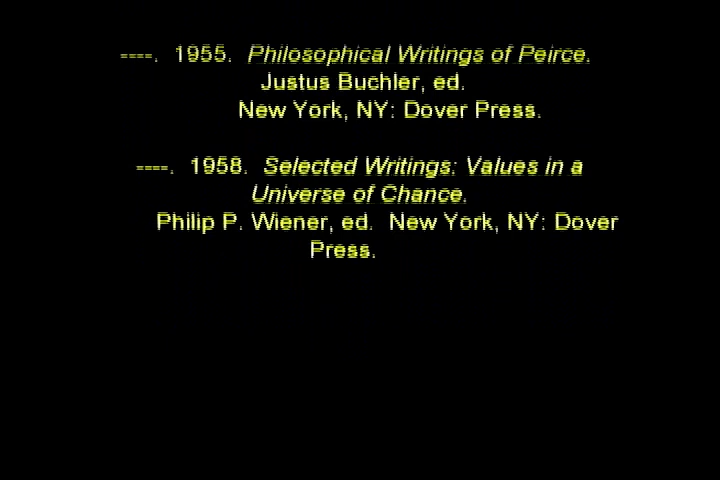 ----. 1955. Philosophical Writings of Peirce.
Justus Buchler, ed.
New York, NY: Dover Press.
----. 1958. Selected Writings: Values in a
Universe of Chance.
Philip P. Wiener, ed. New York, NY: Dover
Press.